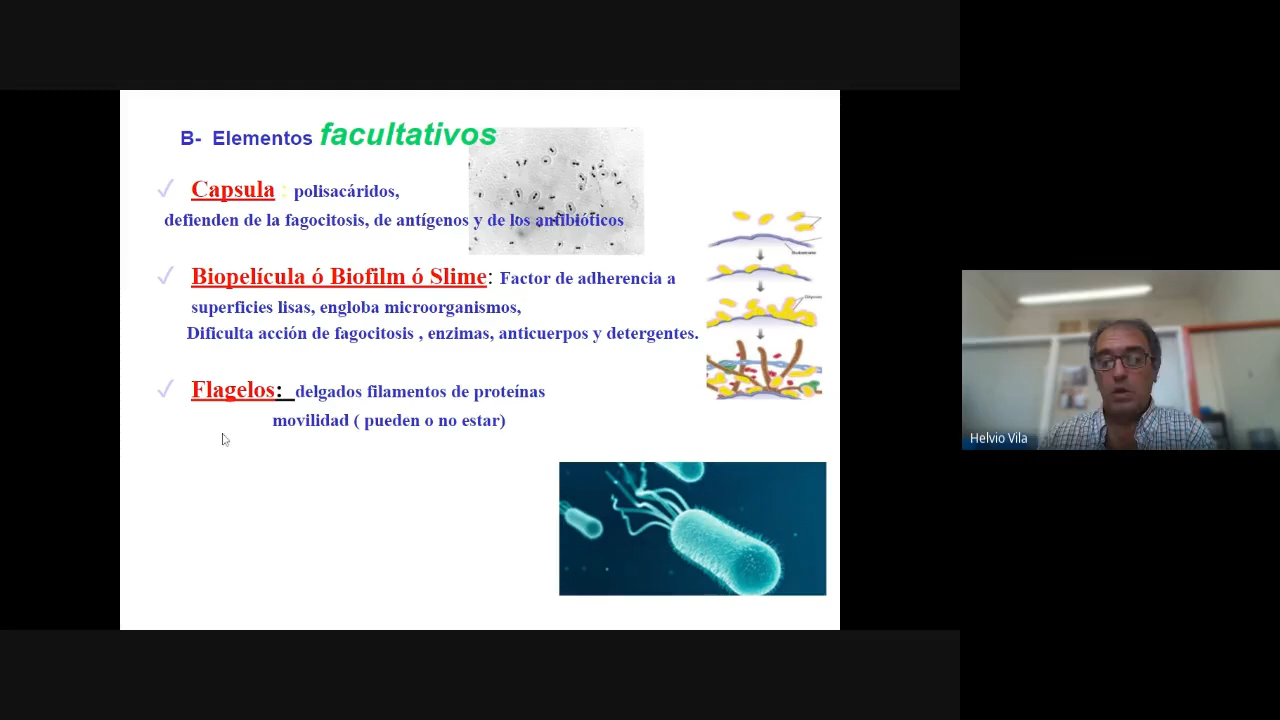 B- Elementos facultativos
✓ Capsula : polisacáridos,
defienden de la fagocitosis, de antígenos y de los antibióticos
✓ Biopelícula ó Biofilm ó Slime: Factor de adherencia a
superficies lisas, engloba microorganismos,
Dificulta acción de fagocitosis , enzimas, anticuerpos y detergentes.
✓ Flagelos: delgados filamentos de proteínas
movilidad ( pueden o no estar)
Helvio Vila